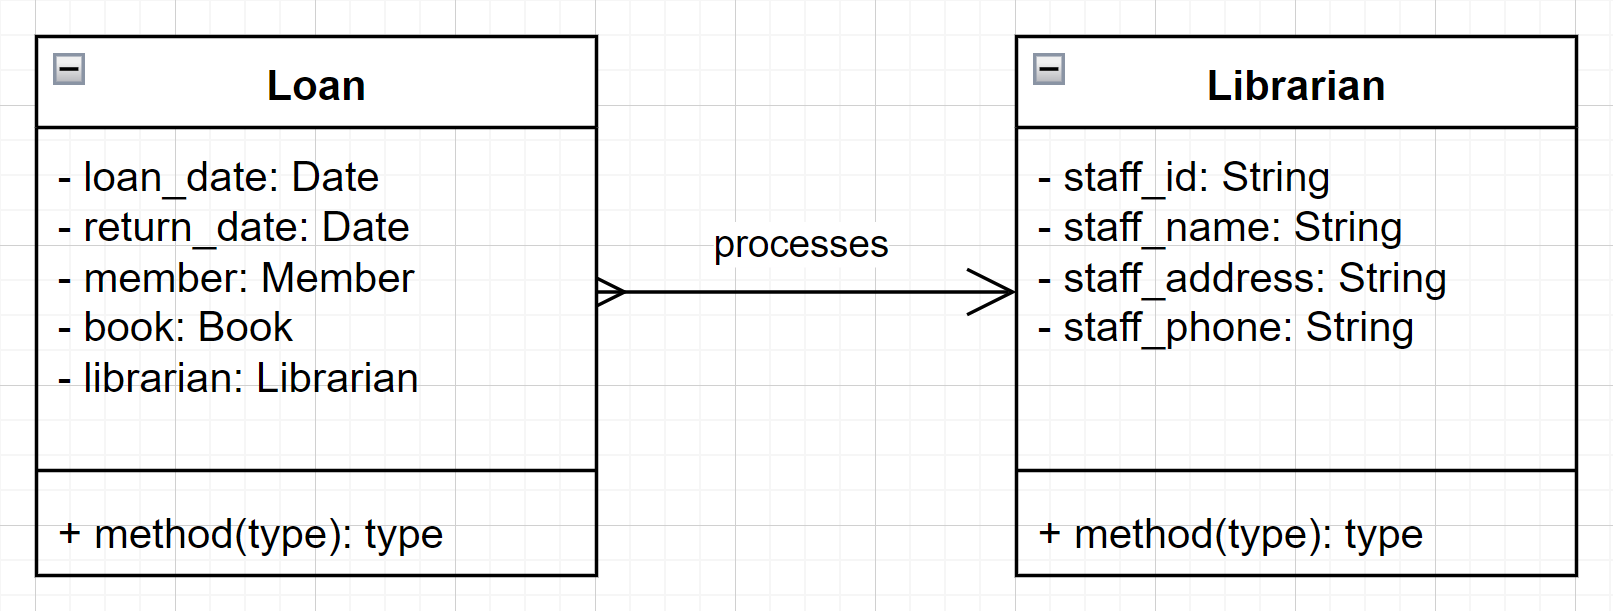 Loan
- loan_date: Date
- return_date: Date
- member: Member
- book: Book
- librarian: Librarian
+ method(type): type
processes
Librarian
- staff_id: String
- staff_name: String
- staff_address: String
- staff_phone: String
+ method(type): type